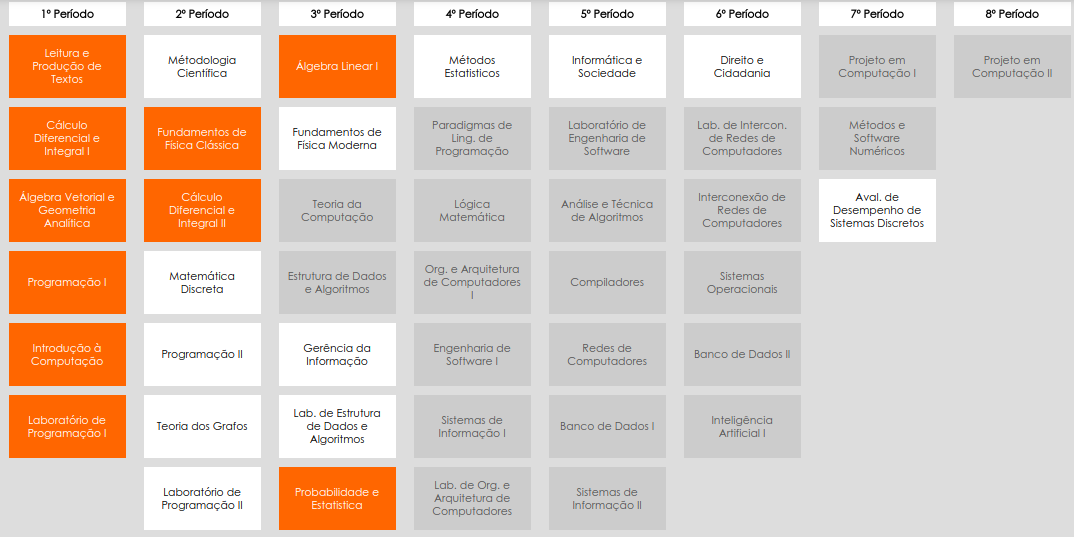 1º Período
2º Período
3º Período
4º Período
5º Período
6º Período
7º Período
8º Período
Leitura e
Produção de
Textos
Métodologia
Científica
Álgebra Linear I
Métodos
Estatisticos
Informática e
Sociedade
Direito e
Cidadania
Projeto em
Computação I
Projeto em
Computação II
Cálculo
Diferencial e
Integral I
Fundamentos de
Física Clássica
Fundamentos de
Física Moderna
Paradigmas de
Ling. de
Programação
Laboratório de
Engenharia de
Software
Lab. de Intercon.
de Redes de
Computadores
Métodos e
Software
Numéricos
Álgebra Vetorial e
Geometria
Analítica
Cálculo
Diferencial e
Integral II
Teoria da
Computação
Lógica
Matemática
Análise e Técnica
de Algoritmos
Interconexão de
Redes de
Computadores
Aval. de
Desempenho de
Sistemas Discretos
Programação I
Matemática
Discreta
Estrutura de Dados
e Algoritmos
Org. e Arquitetura
de Computadores
I
Compiladores
Sistemas
Operacionais
Introdução à
Computação
Programação II
Gerência da
Informação
Engenharia de
Software I
Redes de
Computadores
Banco de Dados II
Laboratório de
Programação I
Teoria dos Grafos
Lab. de Estrutura
de Dados e
Algoritmos
Sistemas de
Informação I
Banco de Dados I
Inteligência
Artificial I
Laboratório de
Programação II
Probabilidade e
Estatistica
Lab. de Org. e
Arquitetura de
Computadores
Sistemas de
Informação II